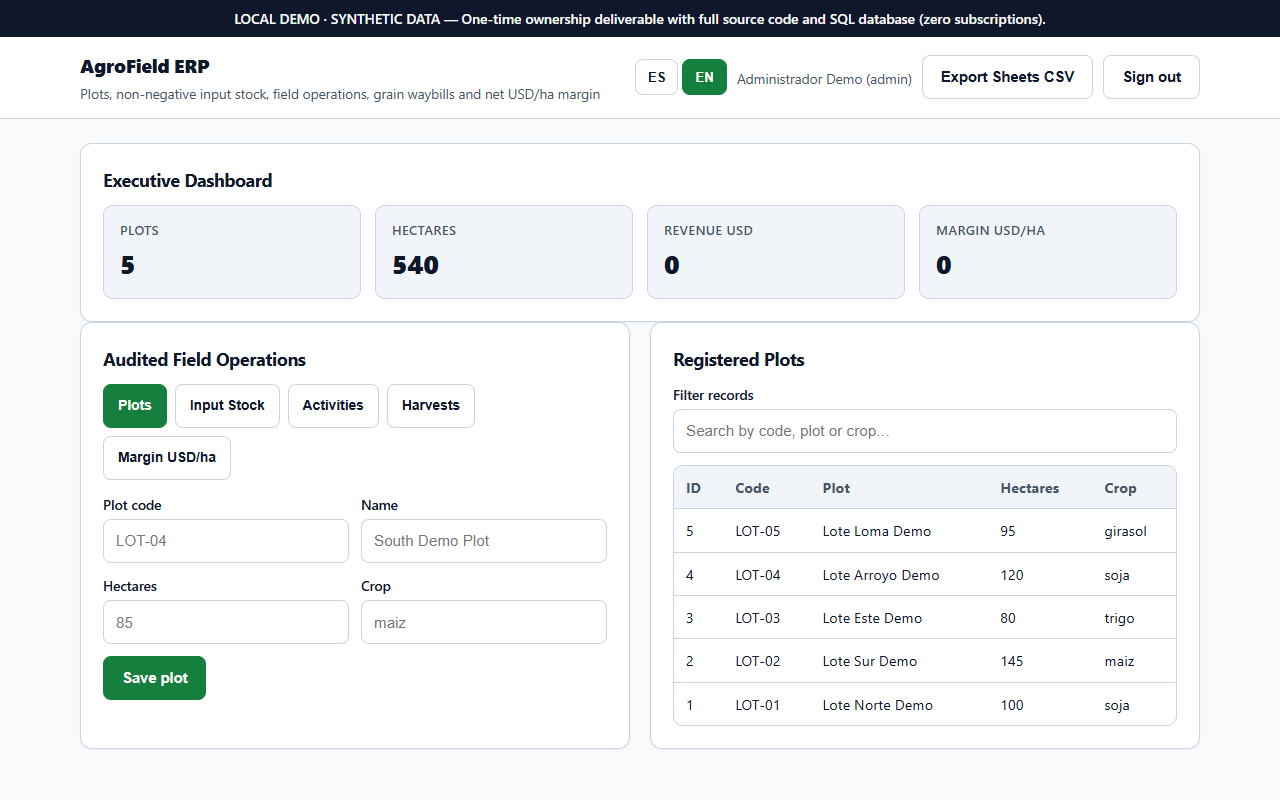 LOCAL DEMO · SYNTHETIC DATA — One-time ownership deliverable with full source code and SQL database (zero subscriptions).
AgroField ERP
Plots, non-negative input stock, field operations, grain waybills and net USD/ha margin
ES EN Administrador Demo (admin) Export Sheets CSV Sign out
Executive Dashboard
PLOTS HECTARES REVENUE USD MARGIN USD/HA
5 540 0 0
Audited Field Operations
Plots Input Stock Activities Harvests
Margin USD/ha
Plot code Name
LOT-04 South Demo Plot
Hectares Crop
85 maiz
Save plot
Registered Plots
Filter records
Search by code, plot or crop...
ID Code Plot Hectares Crop
5 LOT-05 Lote Loma Demo 95 girasol
4 LOT-04 Lote Arroyo Demo 120 soja
3 LOT-03 Lote Este Demo 80 trigo
2 LOT-02 Lote Sur Demo 145 maiz
1 LOT-01 Lote Norte Demo 100 soja